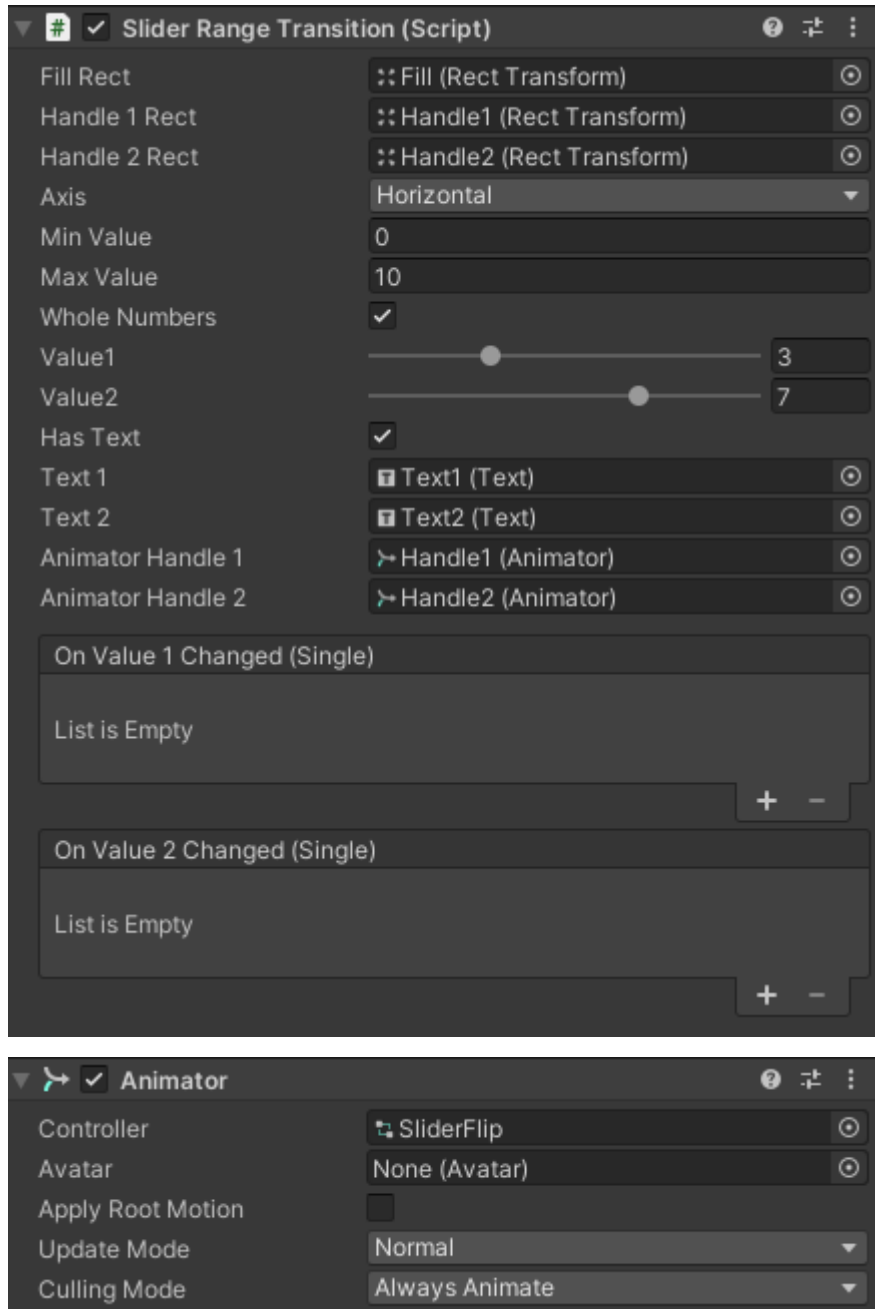 Slider Range Transition (Script)
Fill Rect Fill (Rect Transform)
Handle 1 Rect Handle1 (Rect Transform)
Handle 2 Rect Handle2 (Rect Transform)
Axis Horizontal
Min Value 0
Max Value 10
Whole Numbers
Value1 3
Value2 7
Has Text
Text 1 Text1 (Text)
Text 2 Text2 (Text)
Animator Handle 1 Handle1 (Animator)
Animator Handle 2 Handle2 (Animator)
On Value 1 Changed (Single)
List is Empty
+ −
On Value 2 Changed (Single)
List is Empty
+ −
Animator
Controller SliderFlip
Avatar None (Avatar)
Apply Root Motion
Update Mode Normal
Culling Mode Always Animate